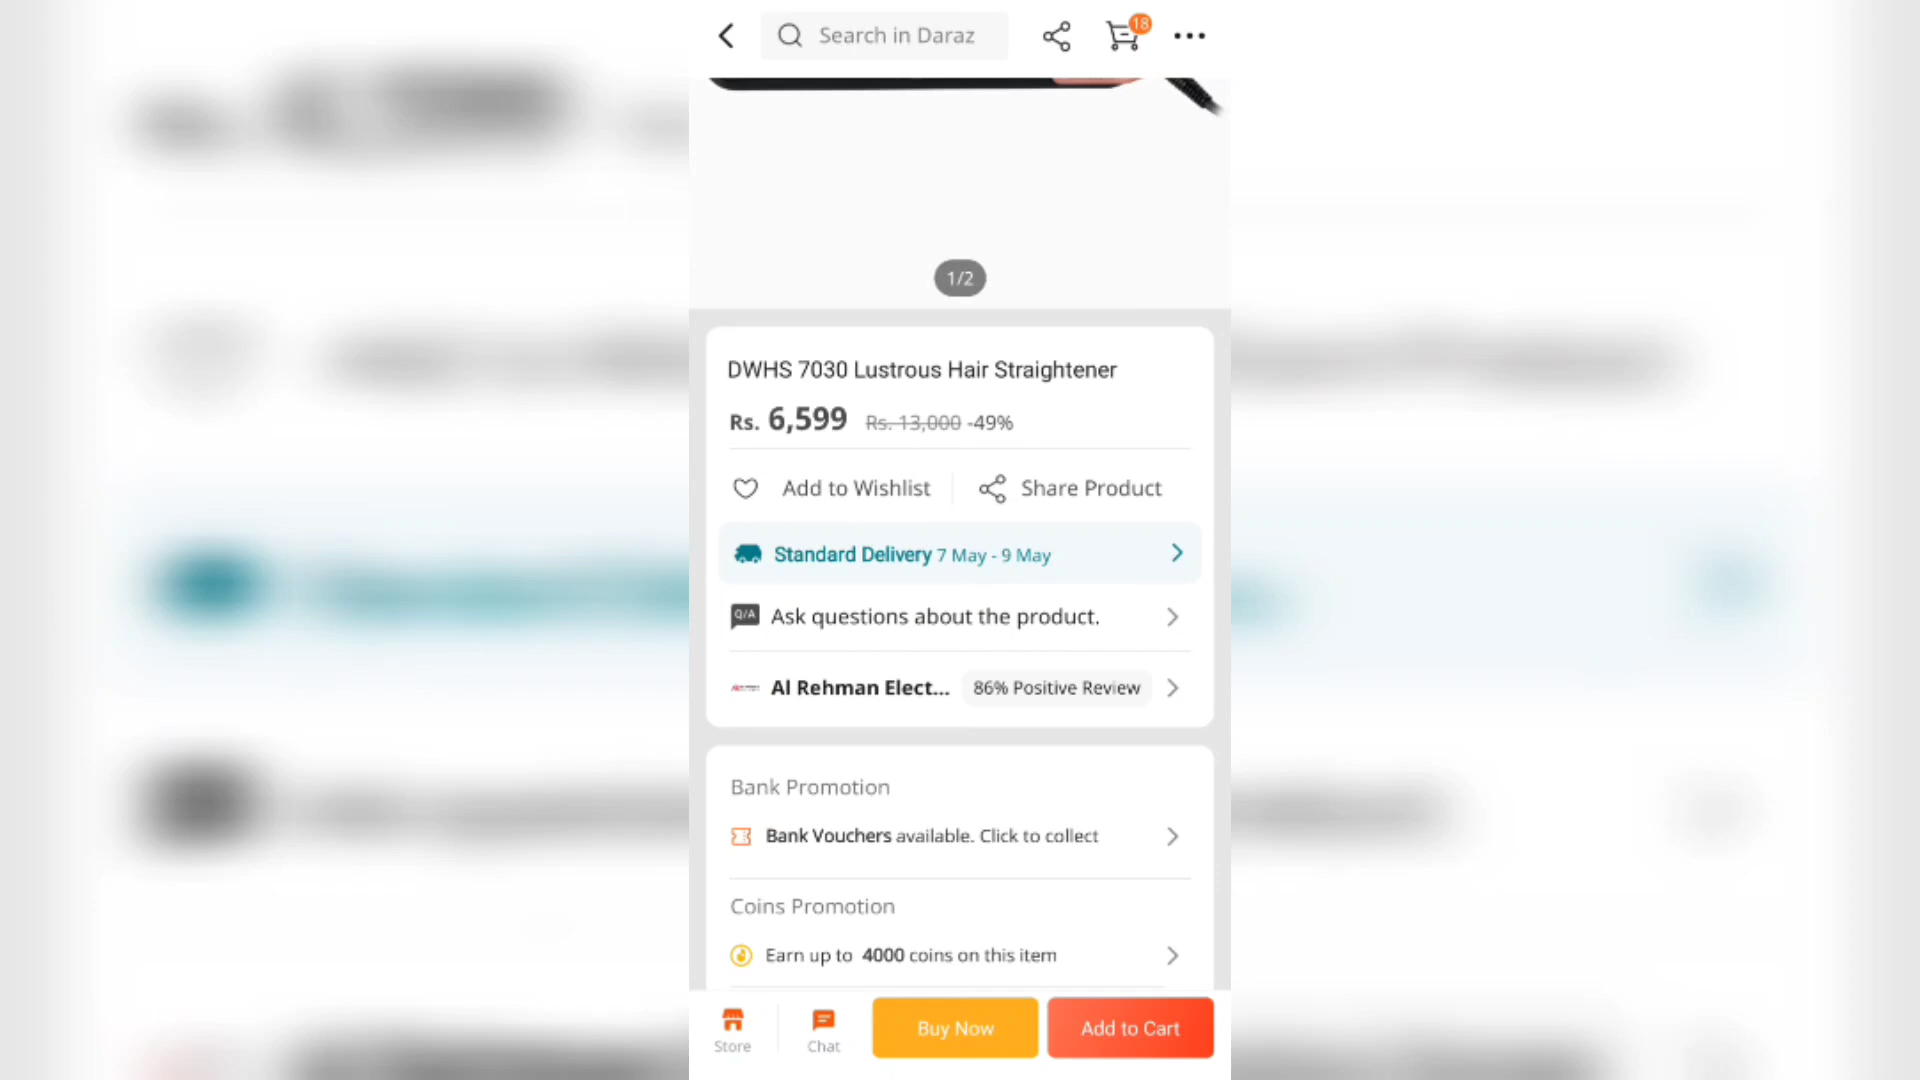 Search in Daraz
18
1/2
DWHS 7030 Lustrous Hair Straightener
Rs. 6,599 Rs. 13,000 -49%
Add to Wishlist
Share Product
Standard Delivery 7 May - 9 May
Q/A
Ask questions about the product.
Al Rehman Elect...
86% Positive Review
Bank Promotion
Bank Vouchers available. Click to collect
Coins Promotion
Earn up to 4000 coins on this item
Store
Chat
Buy Now
Add to Cart